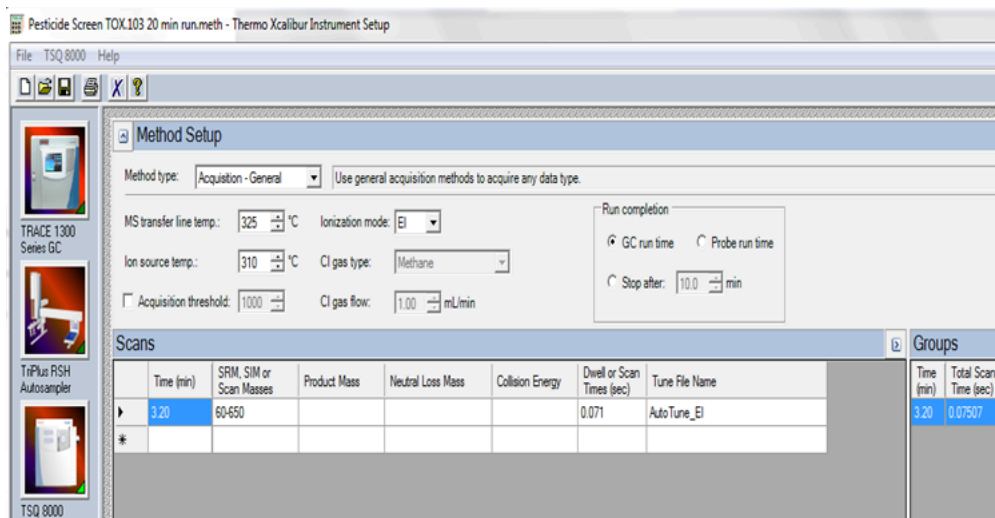 Pesticide Screen TOX.103 20 min run.meth - Thermo Xcalibur Instrument Setup
File TSQ 8000 Help
Method Setup
Method type: Acquisition - General Use general acquisition methods to acquire any data type.
MS transfer line temp.: 325 °C Ionization mode: EI
Run completion
GC run time Probe run time
Ion source temp.: 310 °C CI gas type: Methane
Stop after: 10.0 min
Acquisition threshold: 1000 CI gas flow: 1.00 mL/min
TRACE 1300
Series GC
TriPlus RSH
Autosampler
TSQ 8000
Scans
Time (min) SRM, SIM or Scan Masses Product Mass Neutral Loss Mass Collision Energy Dwell or Scan Times (sec) Tune File Name
3.20 60-650 0.071 AutoTune_EI
Groups
Time (min) Total Scan Time (sec)
3.20 0.07507